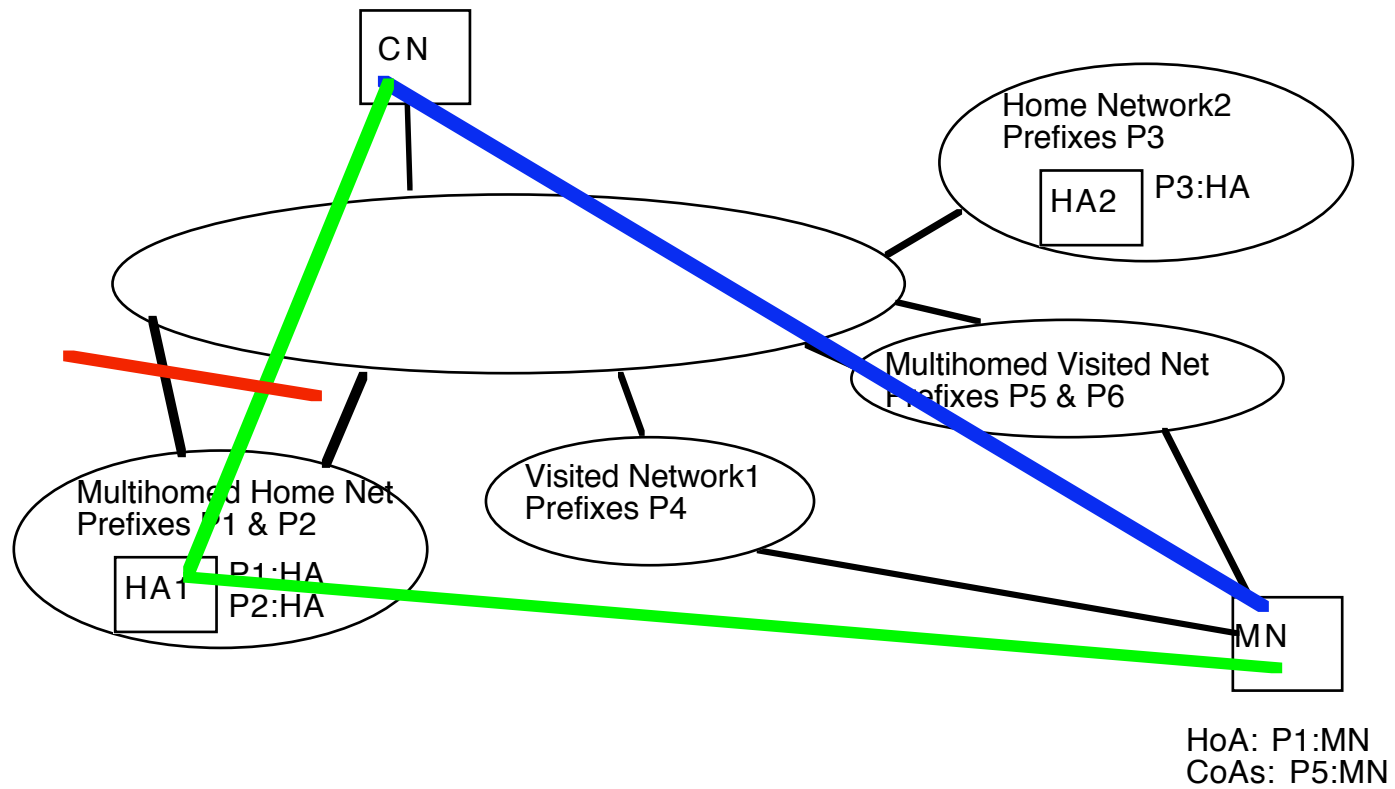 CN
Home Network2
Prefixes P3
HA2
P3:HA
Multihomed Visited Net
Prefixes P5 & P6
Visited Network1
Prefixes P4
Multihomed Home Net
Prefixes P1 & P2
HA1
P1:HA
P2:HA
MN
HoA: P1:MN
CoAs: P5:MN